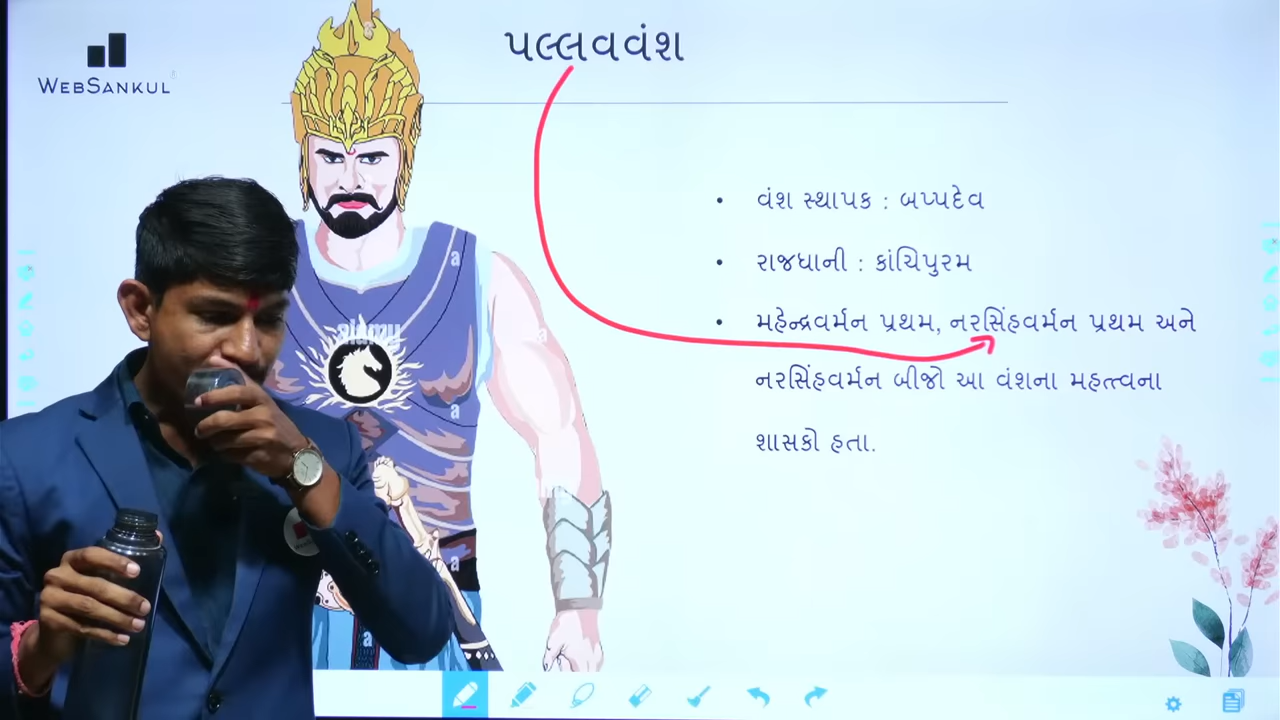 WEBSANKUL
પલ્લવવંશ
• વંશ સ્થાપક : બપ્પદેવ
• રાજધાની : કાંચિપુરમ
• મહેન્દ્રવર્મન પ્રથમ, નરસિંહવર્મન પ્રથમ અને
નરસિંહવર્મન બીજો આ વંશના મહત્ત્વના
શાસકો હતા.
a
alamy
a
a
a
a